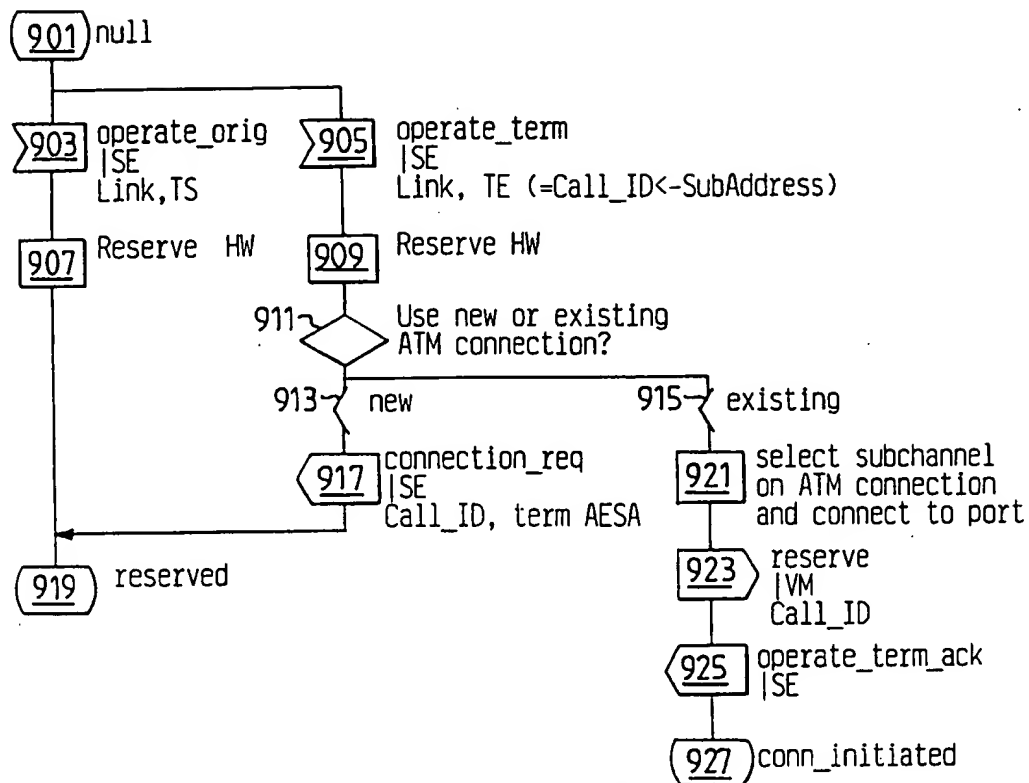 901 null
903 operate_orig
|SE
Link,TS
905 operate_term
|SE
Link, TE (=Call_ID<-SubAddress)
907 Reserve HW
909 Reserve HW
911 Use new or existing
ATM connection?
913 new
915 existing
917 connection_req
|SE
Call_ID, term AESA
921 select subchannel
on ATM connection
and connect to port
919 reserved
923 reserve
|VM
Call_ID
925 operate_term_ack
|SE
927 conn_initiated